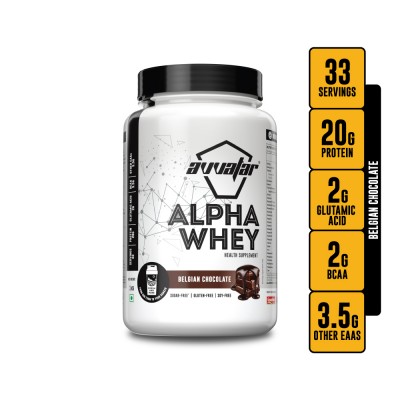 avvatar
ALPHA
WHEY
HEALTH SUPPLEMENT
BELGIAN CHOCOLATE
SUGAR-FREE* | GLUTEN-FREE | SOY-FREE
33
SERVINGS
20G
PROTEIN
2G
GLUTAMIC
ACID
2G
BCAA
3.5G
OTHER EAAS
BELGIAN CHOCOLATE